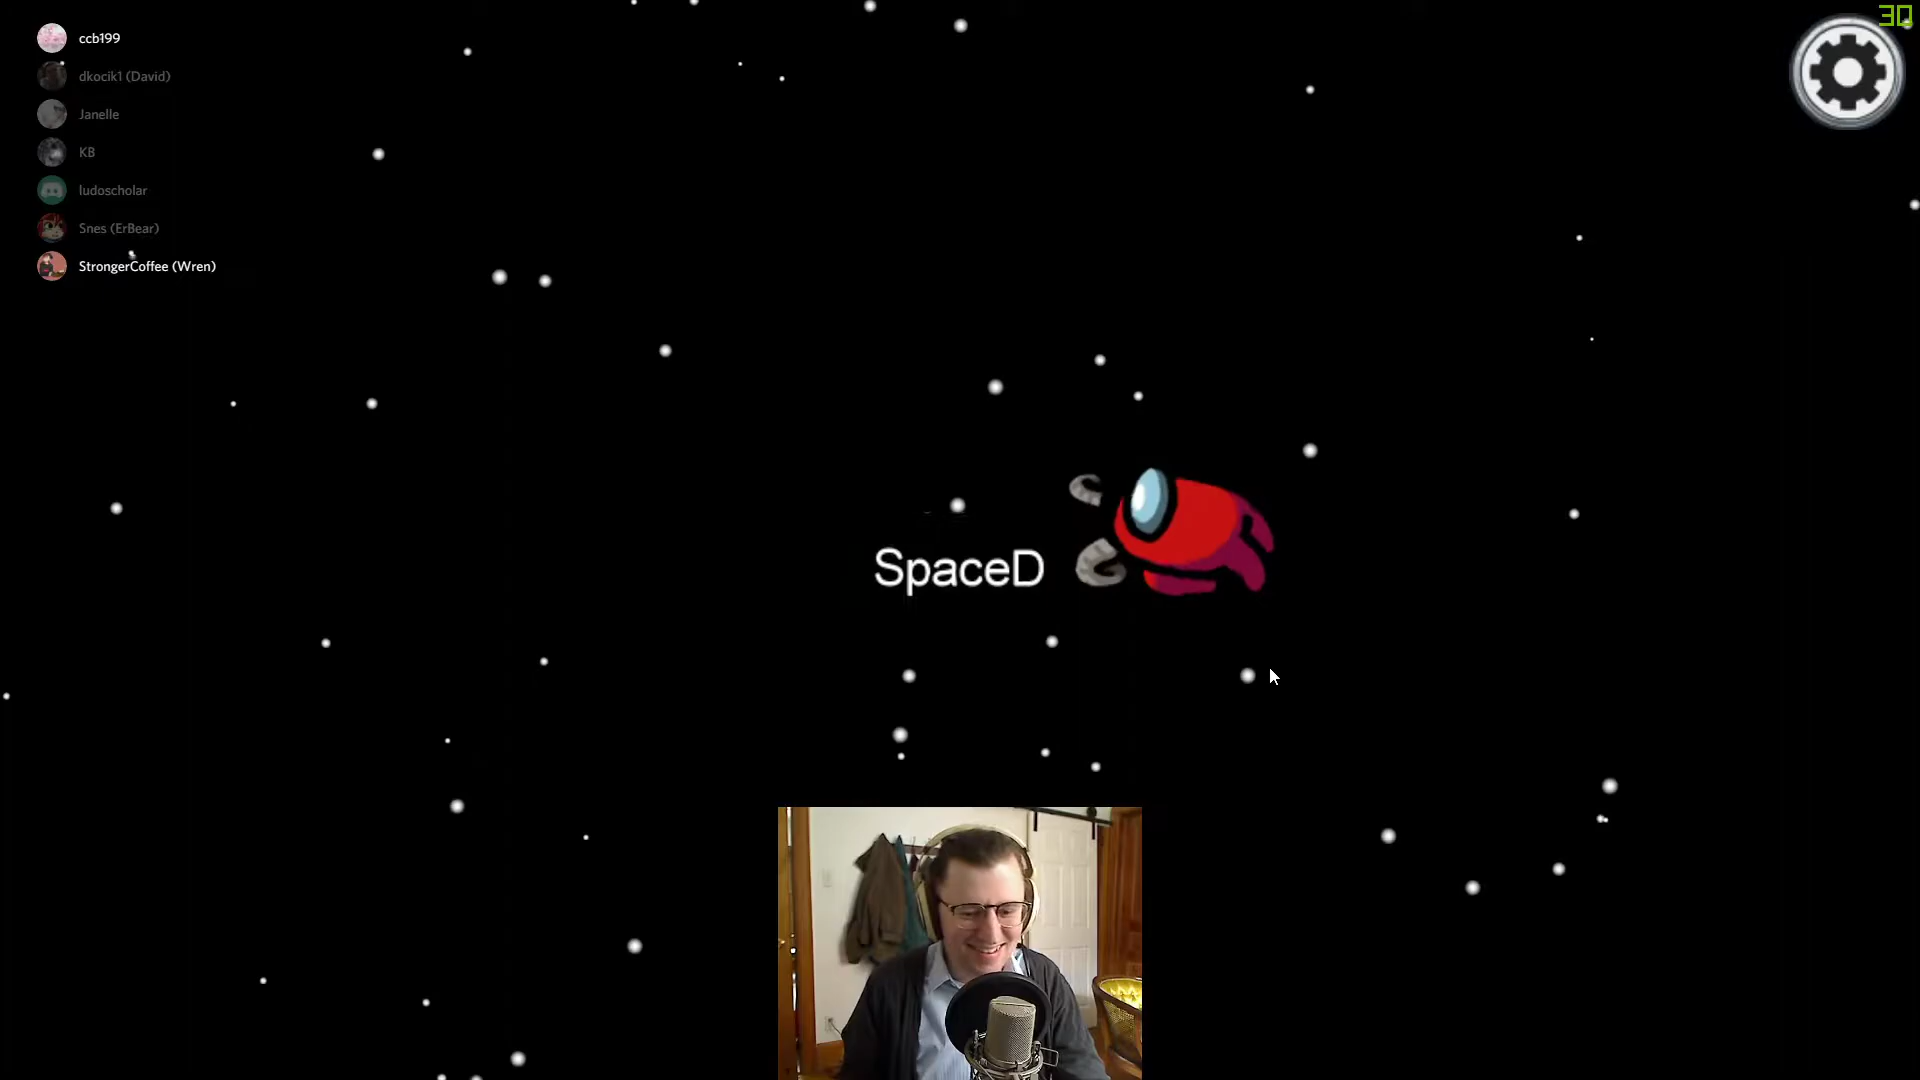 30
ccb199
dkocik1 (David)
Janelle
KB
ludoscholar
Snes (ErBear)
StrongerCoffee (Wren)
SpaceD